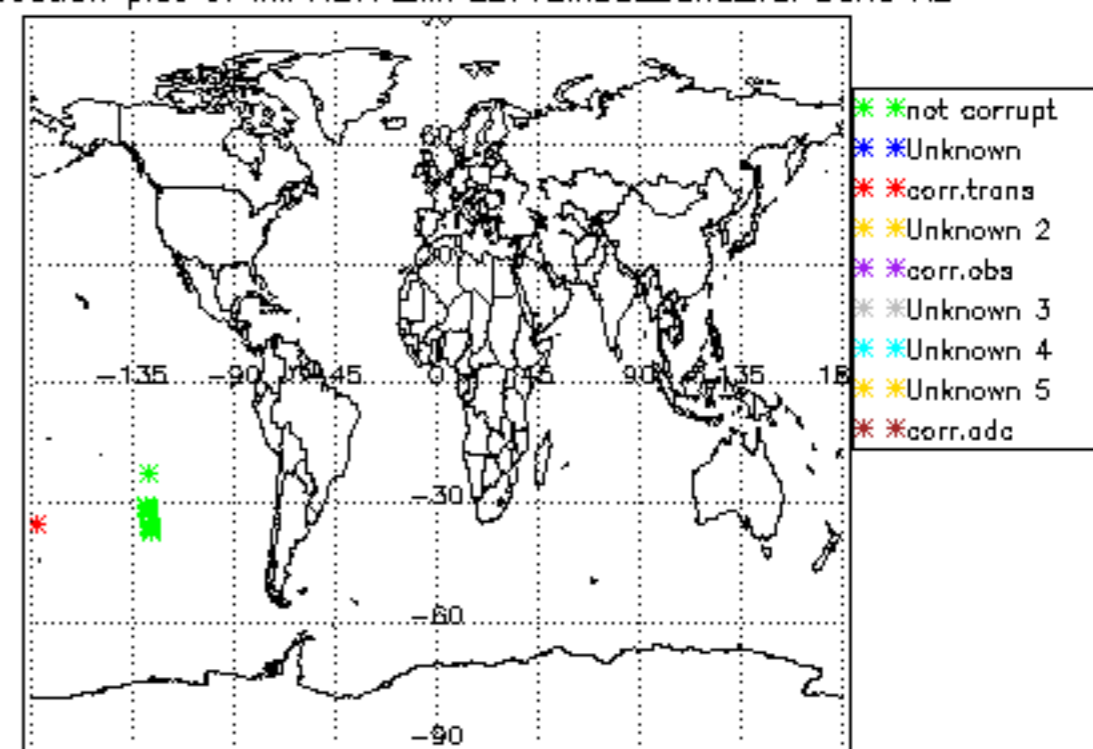 not corrupt
Unknown
corr.trans
Unknown 2
corr.obs
Unknown 3
Unknown 4
Unknown 5
corr.adc
60
-135 -90 45 0 90 135
-30
-60
-90